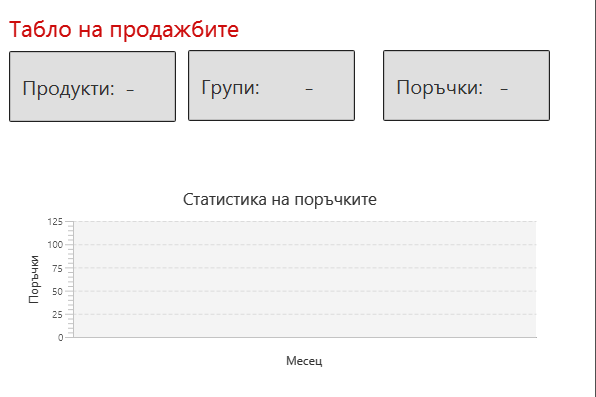 Табло на продажбите
Продукти: -
Групи: -
Поръчки: -
Статистика на поръчките
125
100
75
50
25
0
Поръчки
Месец